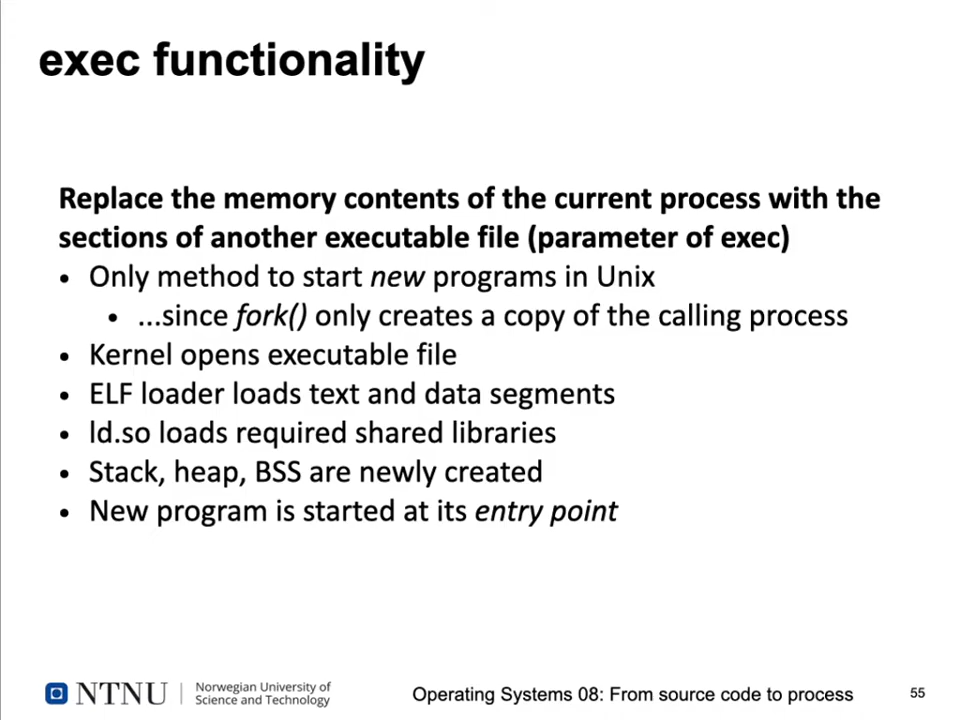 exec functionality
Replace the memory contents of the current process with the
sections of another executable file (parameter of exec)
• Only method to start new programs in Unix
• ...since fork() only creates a copy of the calling process
• Kernel opens executable file
• ELF loader loads text and data segments
• ld.so loads required shared libraries
• Stack, heap, BSS are newly created
• New program is started at its entry point
NTNU
Norwegian University of
Science and Technology
Operating Systems 08: From source code to process
55